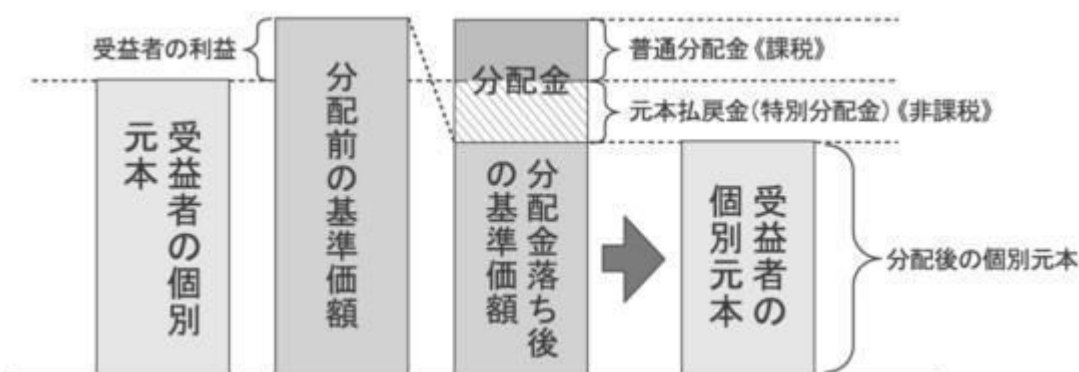 受益者の利益
受益者の個別
元本
分配前の基準価額
分配金
分配金落ち後
の基準価額
普通分配金《課税》
元本払戻金(特別分配金)《非課税》
受益者の
個別元本
分配後の個別元本